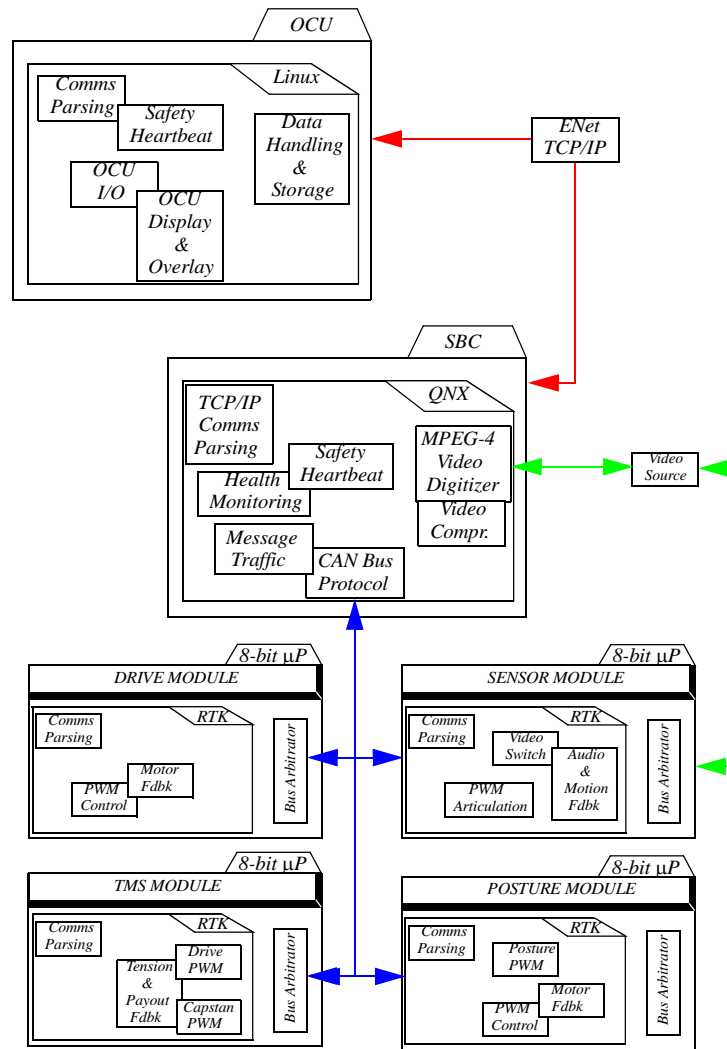 OCU
Linux
Comms
Parsing
Safety
Heartbeat
Data
Handling
&
Storage
OCU
I/O
OCU
Display
&
Overlay
ENet
TCP/IP
SBC
QNX
TCP/IP
Comms
Parsing
Safety
Heartbeat
Health
Monitoring
MPEG-4
Video
Digitizer
Video
Compr.
Message
Traffic
CAN Bus
Protocol
Video
Source
8-bit µP
DRIVE MODULE
RTK
Comms
Parsing
Motor
Fdbk
PWM
Control
Bus Arbitrator
8-bit µP
SENSOR MODULE
RTK
Comms
Parsing
Video
Switch
Audio
&
Motion
Fdbk
PWM
Articulation
Bus Arbitrator
8-bit µP
TMS MODULE
RTK
Comms
Parsing
Drive
PWM
Tension
&
Payout
Fdbk
Capstan
PWM
Bus Arbitrator
8-bit µP
POSTURE MODULE
RTK
Comms
Parsing
Posture
PWM
Motor
Fdbk
PWM
Control
Bus Arbitrator